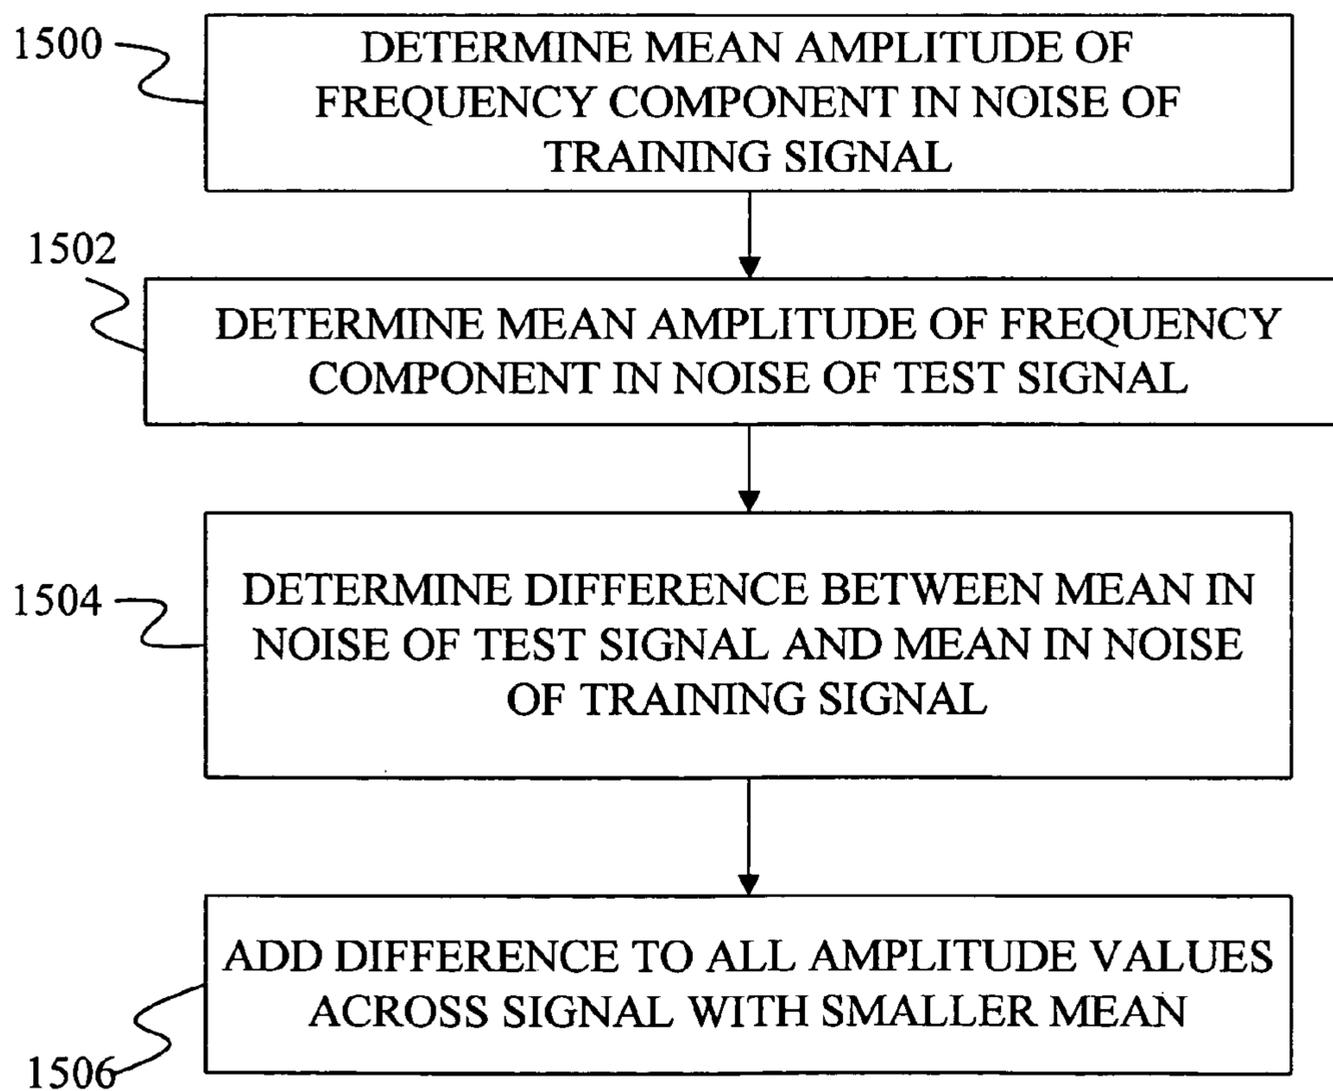 1500
DETERMINE MEAN AMPLITUDE OF
FREQUENCY COMPONENT IN NOISE OF
TRAINING SIGNAL
1502
DETERMINE MEAN AMPLITUDE OF FREQUENCY
COMPONENT IN NOISE OF TEST SIGNAL
1504
DETERMINE DIFFERENCE BETWEEN MEAN IN
NOISE OF TEST SIGNAL AND MEAN IN NOISE
OF TRAINING SIGNAL
ADD DIFFERENCE TO ALL AMPLITUDE VALUES
ACROSS SIGNAL WITH SMALLER MEAN
1506